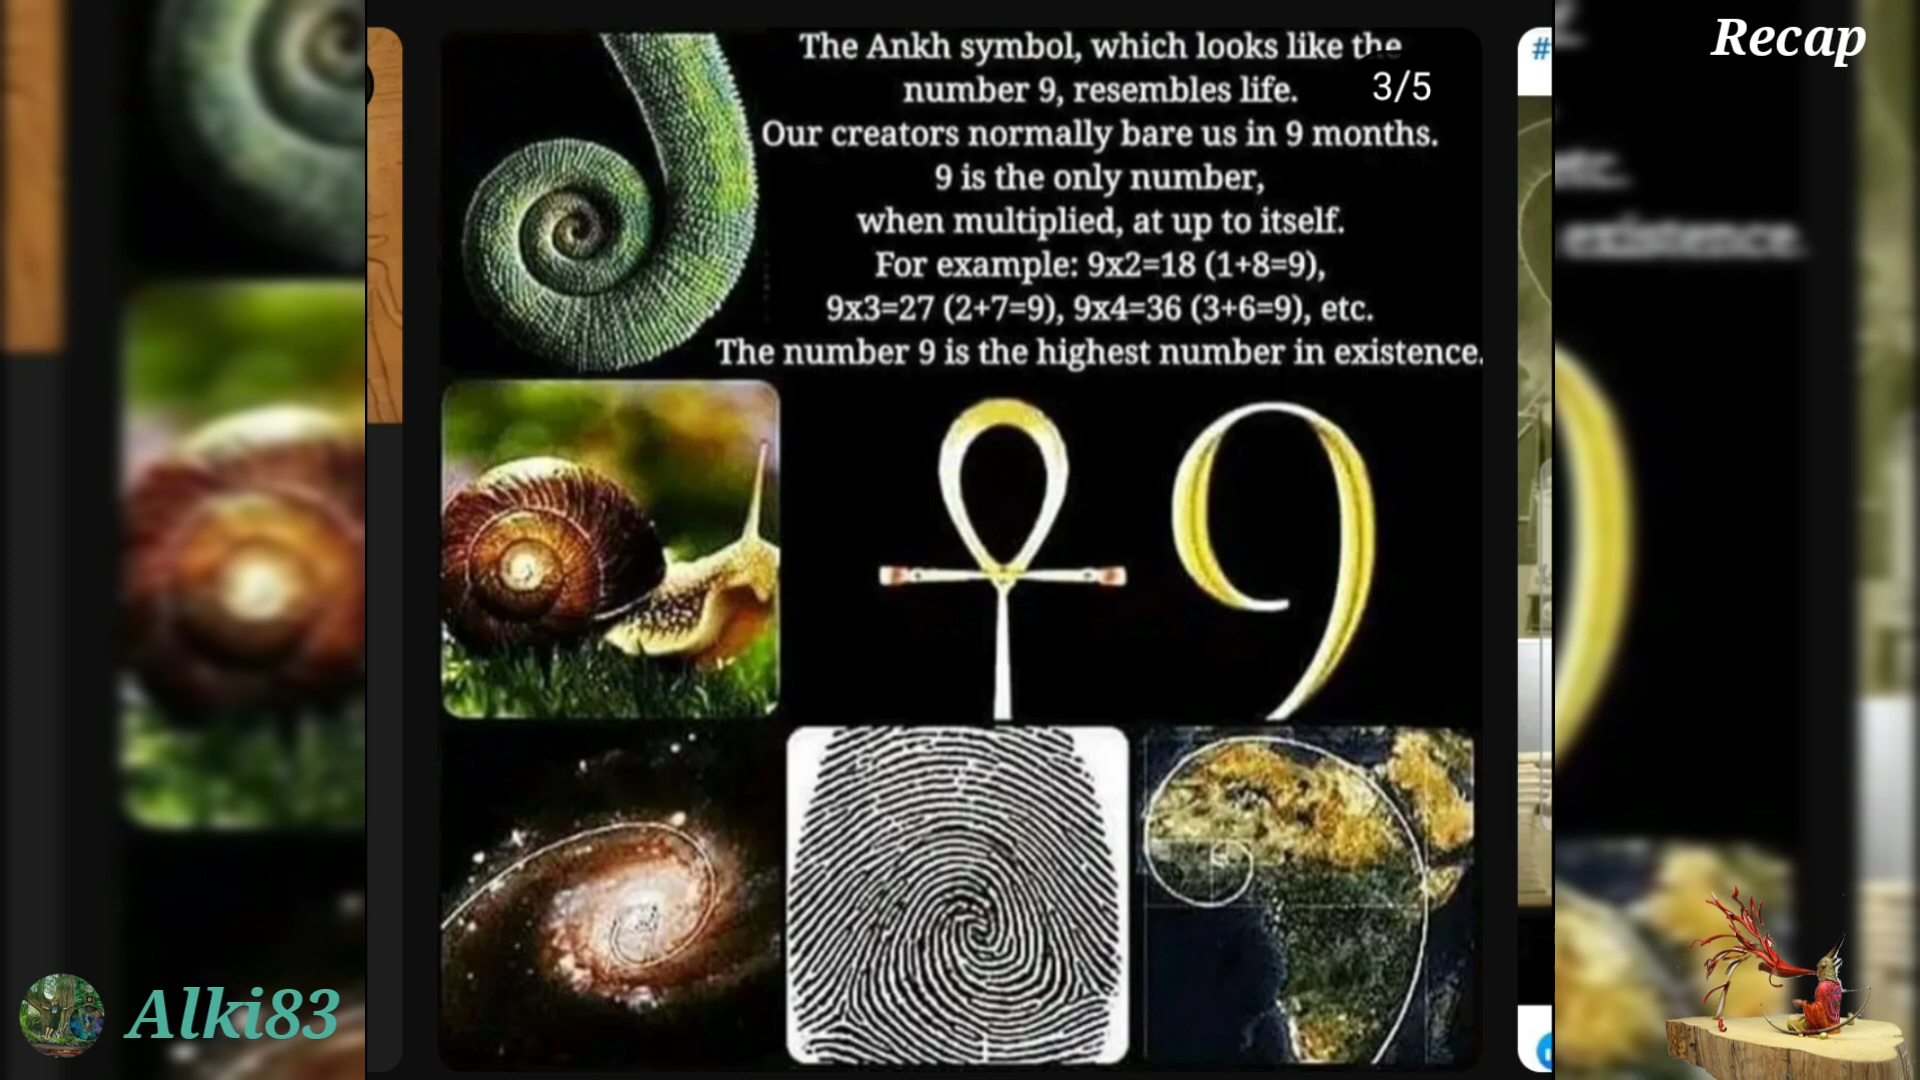 Recap
The Ankh symbol, which looks like the
number 9, resembles life.
3/5
Our creators normally bare us in 9 months.
9 is the only number,
when multiplied, at up to itself.
For example: 9x2=18 (1+8=9),
9x3=27 (2+7=9), 9x4=36 (3+6=9), etc.
The number 9 is the highest number in existence.
#
existence.
9
Alki83